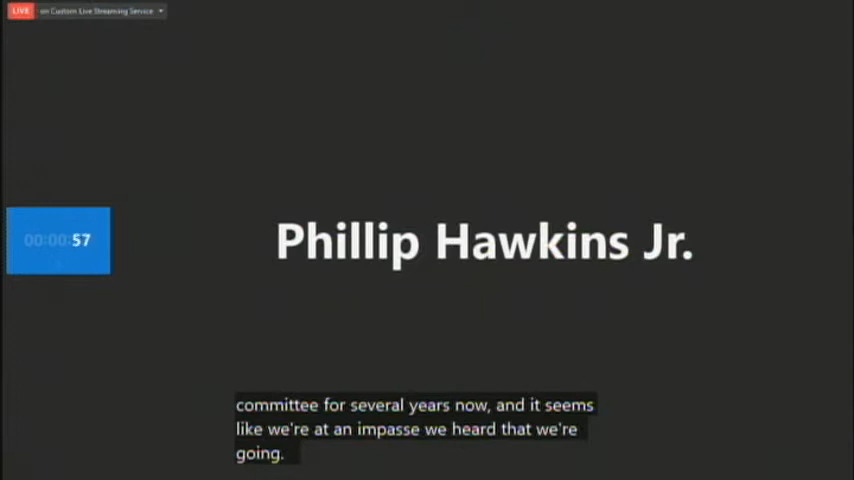 LIVE on Custom Live Streaming Service
00:00:57
Phillip Hawkins Jr.
committee for several years now, and it seems
like we're at an impasse we heard that we're
going.